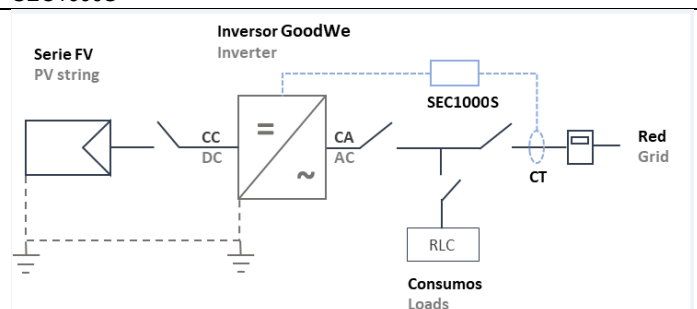 Inversor GoodWe
Inverter
Serie FV
PV string
SEC1000S
CC
DC
=
~
CA
AC
CT
Red
Grid
RLC
Consumos
Loads